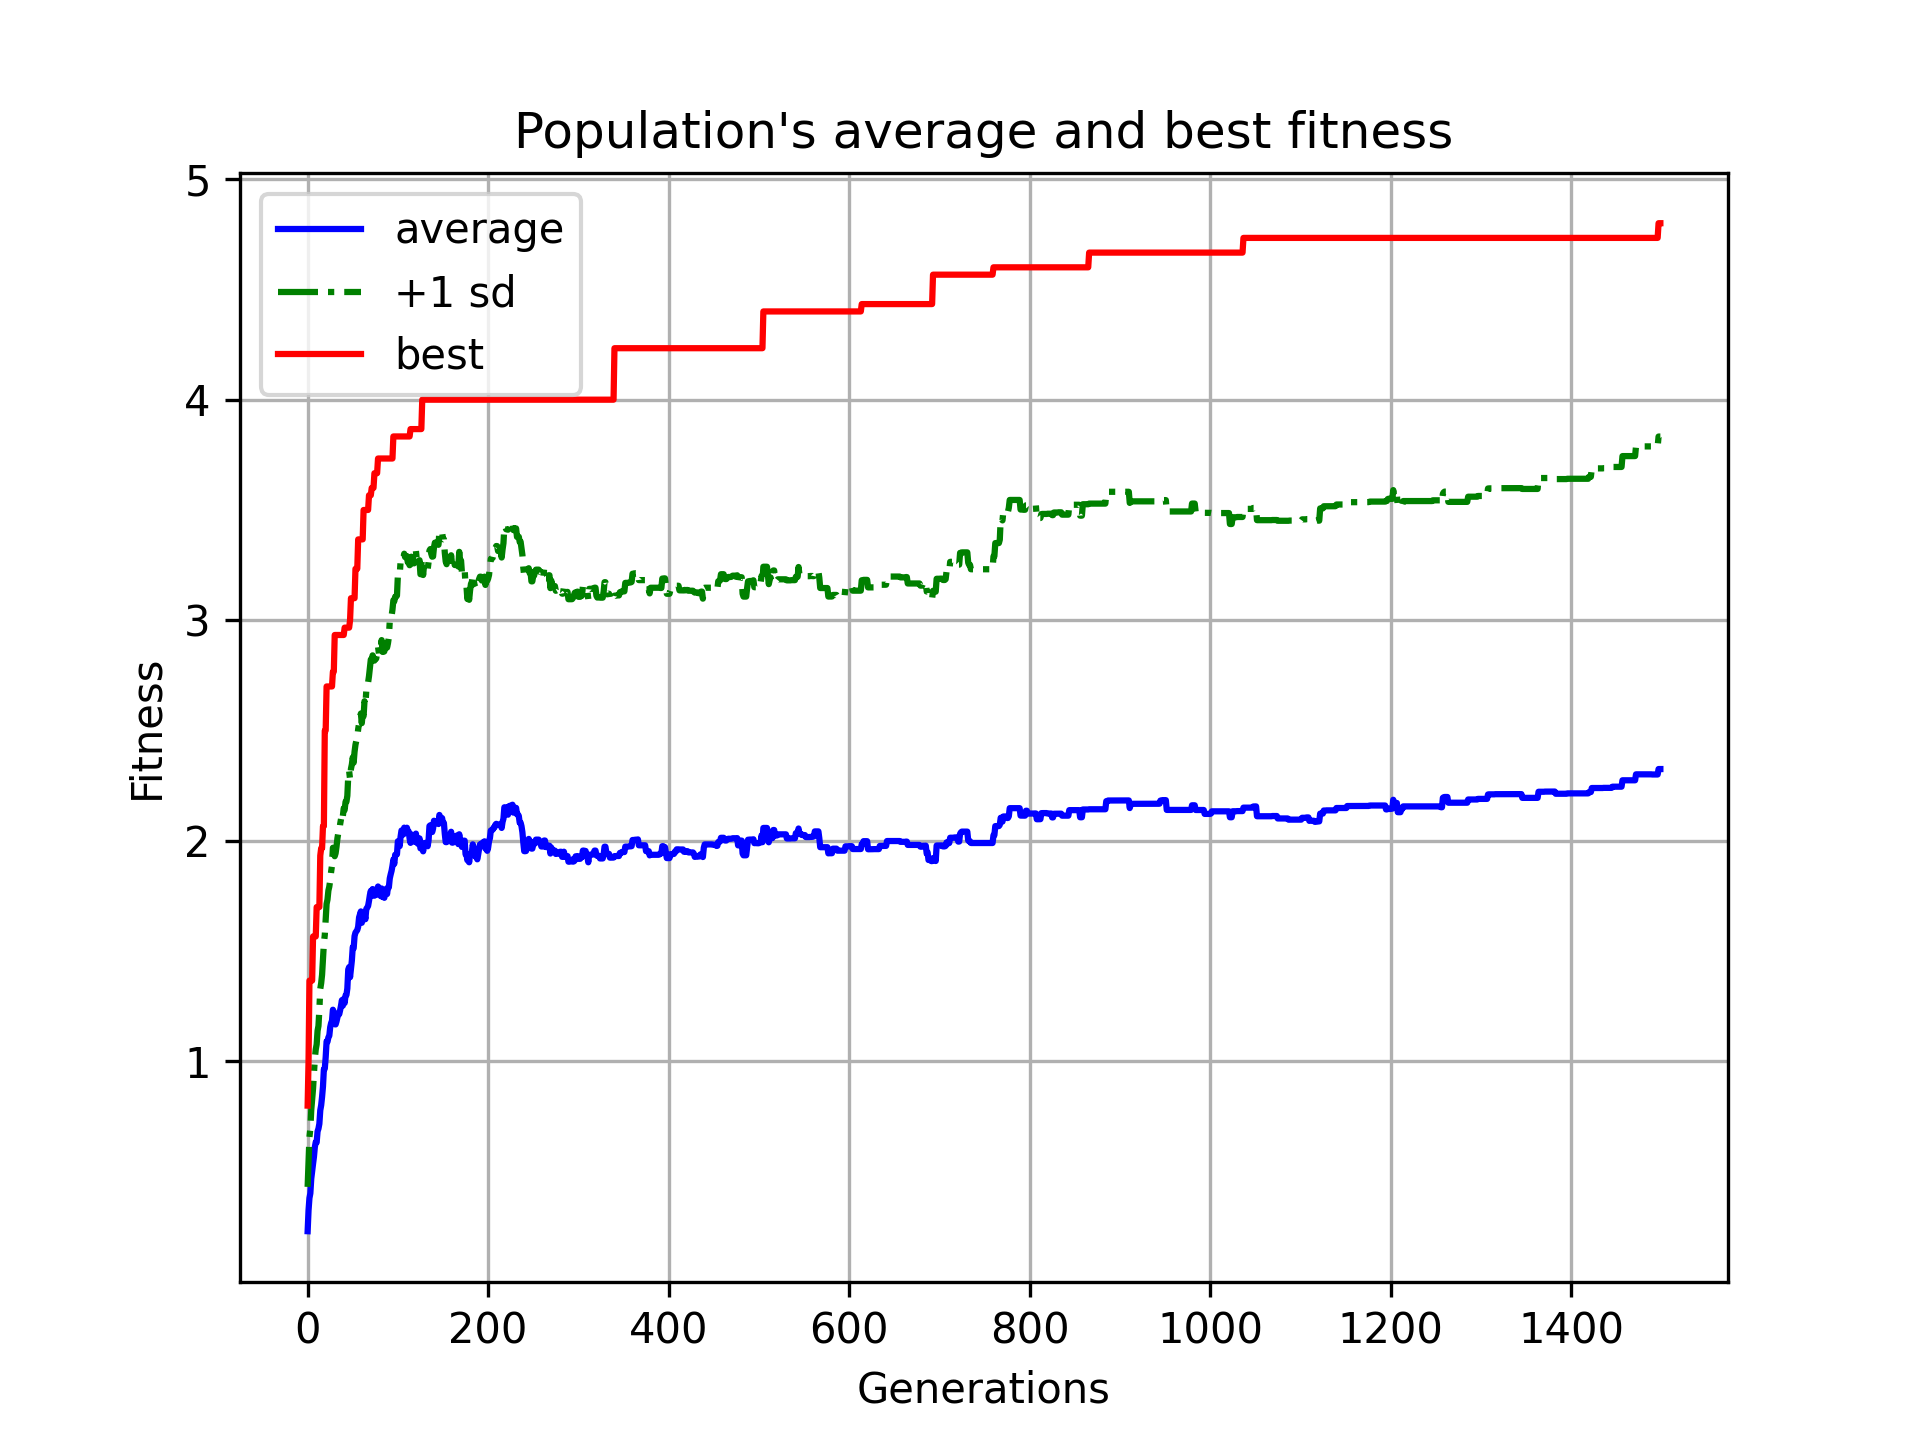 Population's average and best fitness
5
4
3
2
1
average
+1 sd
best
Fitness
0 200 400 600 800 1000 1200 1400
Generations